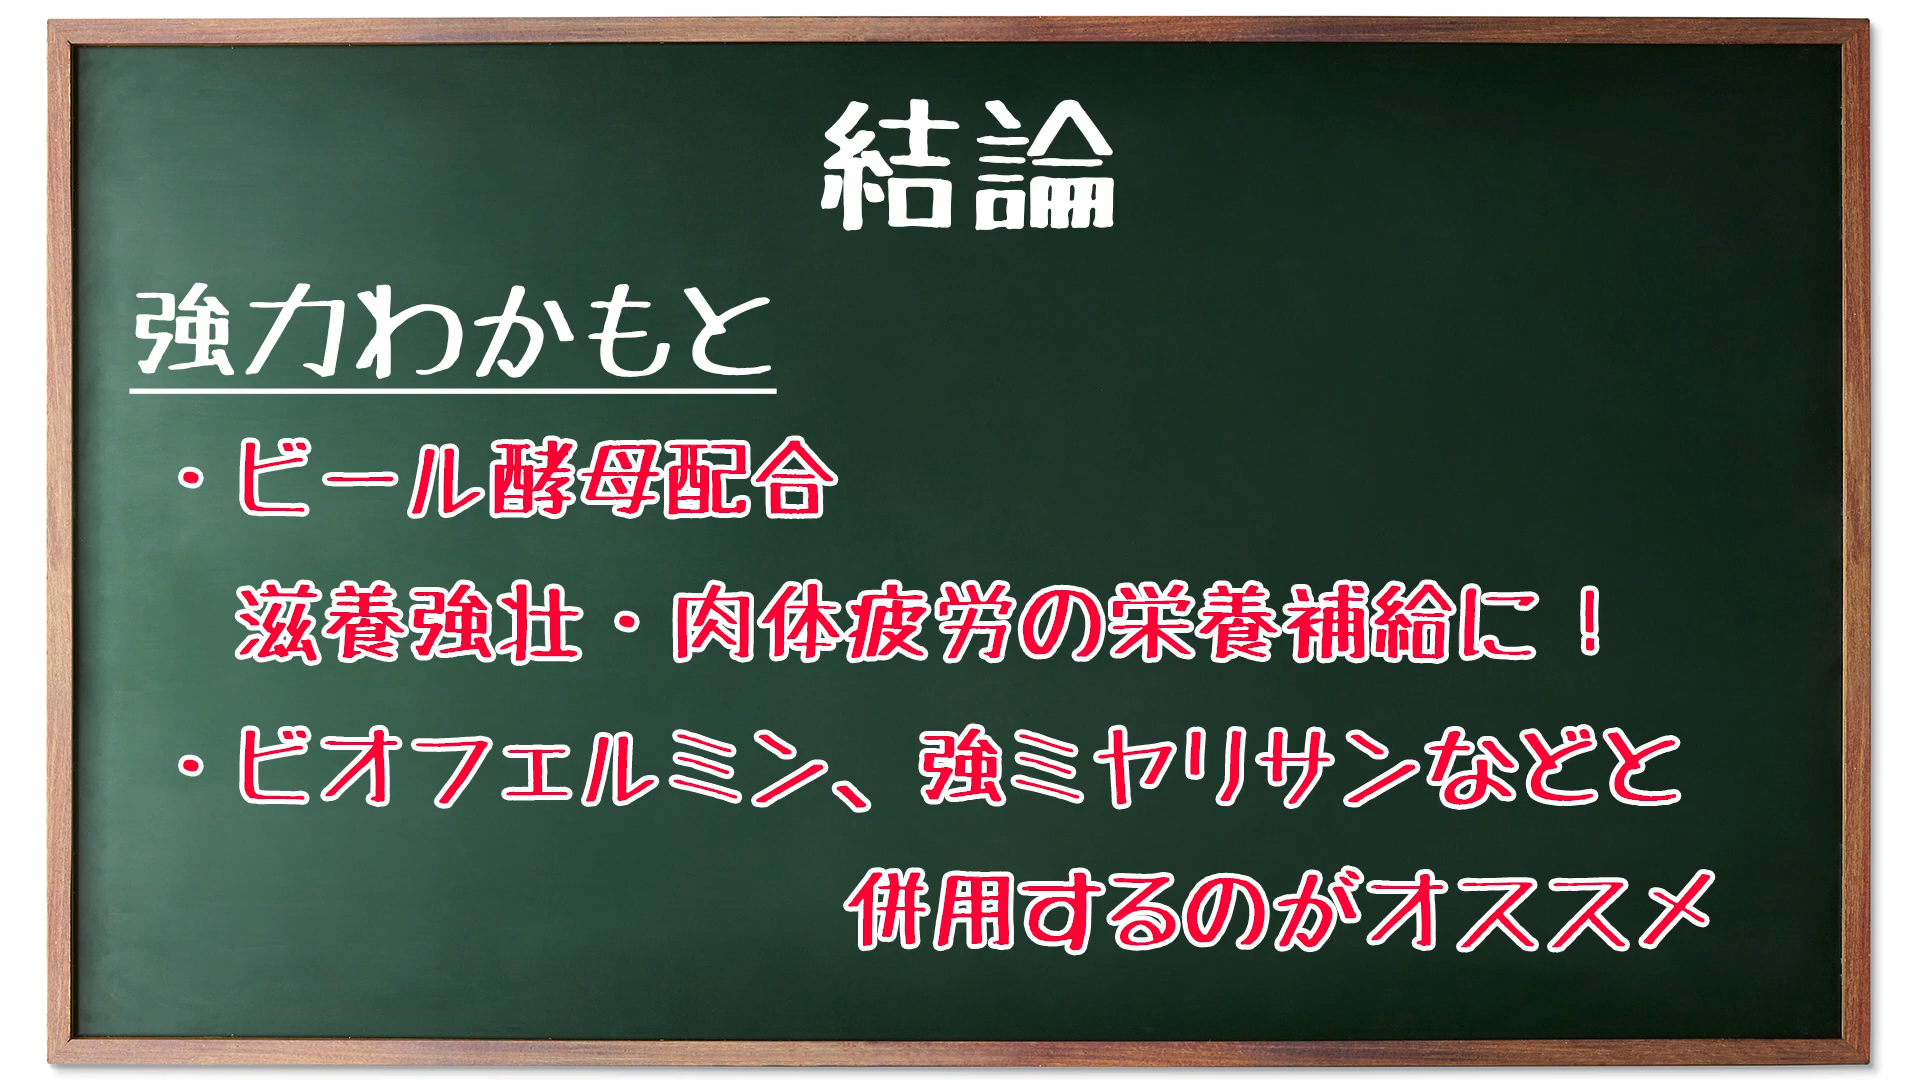 結論
強力わかもと
・ビール酵母配合
滋養強壮・肉体疲労の栄養補給に！
・ビオフェルミン、強ミヤリサンなどと
併用するのがオススメ